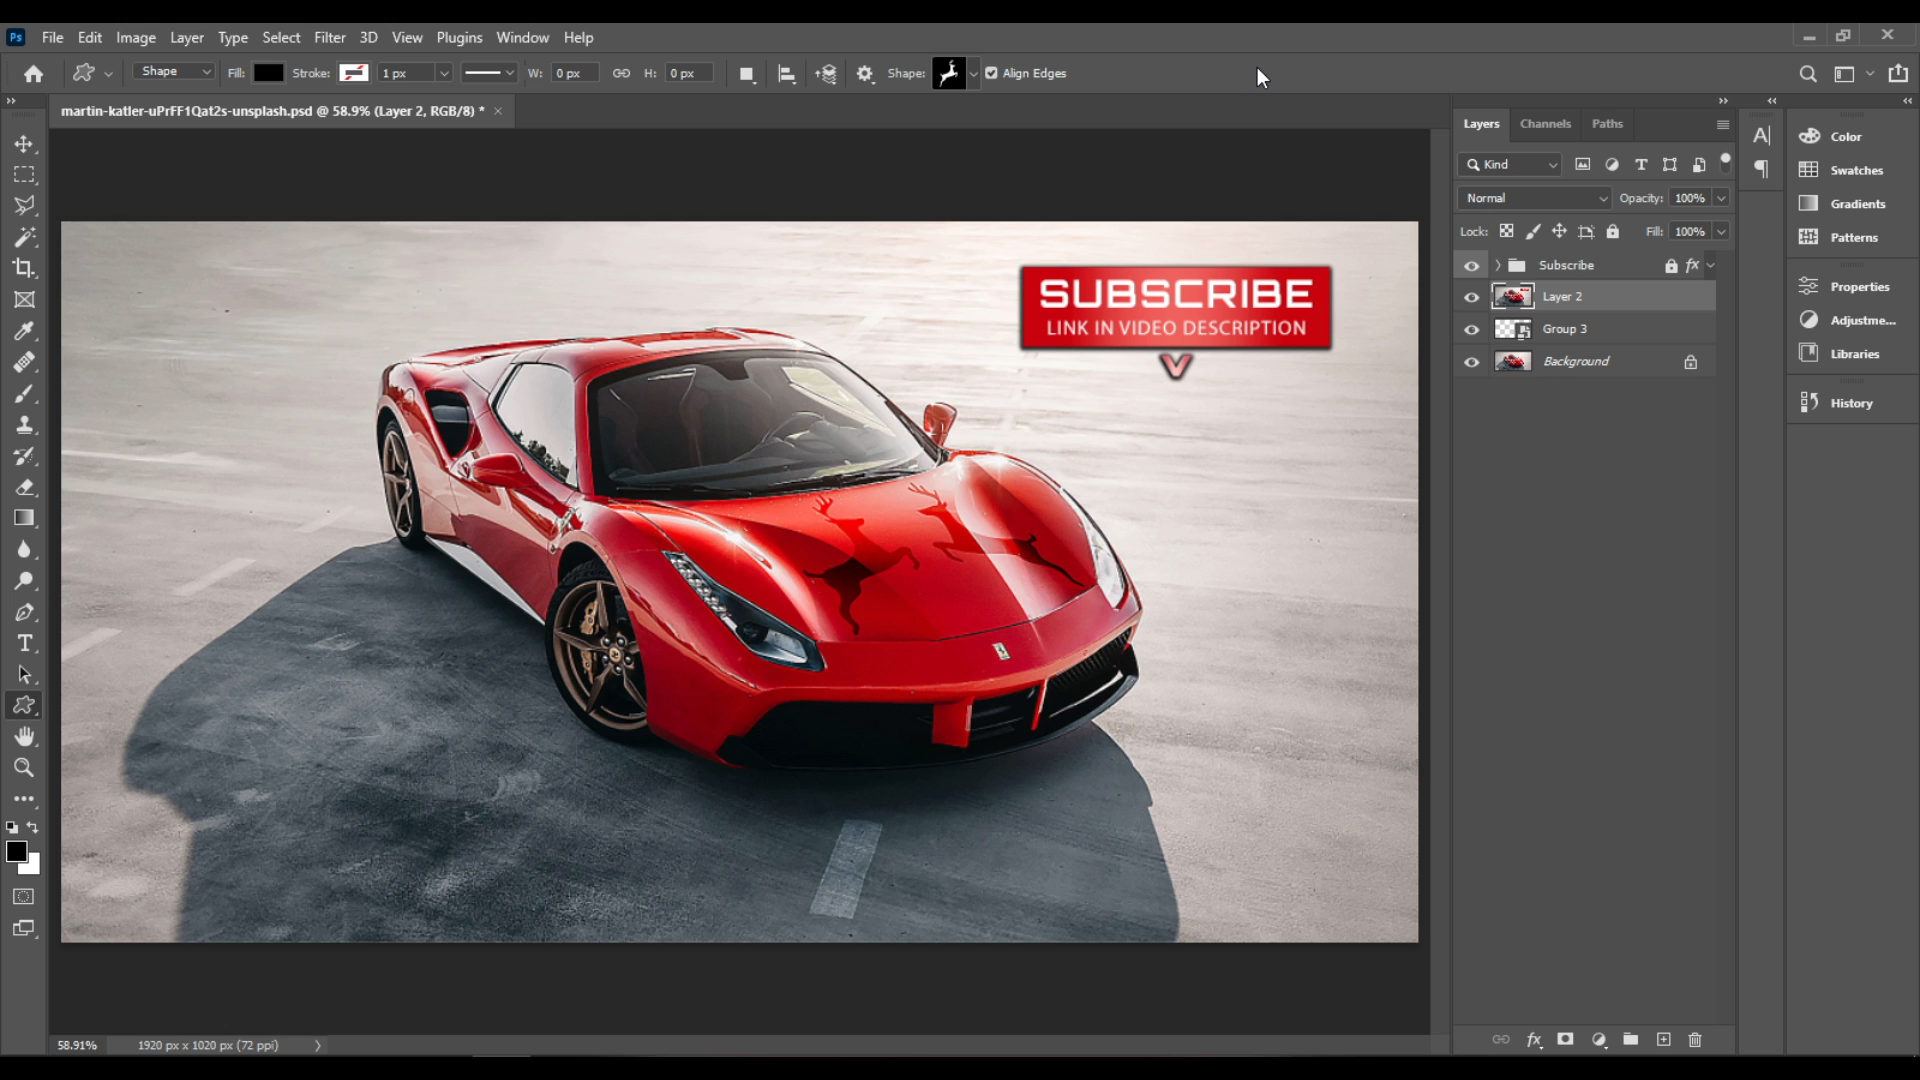 Ps File Edit Image Layer Type Select Filter 3D View Plugins Window Help
Shape Fill: Stroke: 1 px W: 0 px H: 0 px Shape: Align Edges
martin-katler-uPrFF1Qat2s-unsplash.psd @ 58.9% (Layer 2, RGB/8) *
Layers Channels Paths
Kind
Normal Opacity: 100%
Lock: Fill: 100%
Subscribe fx
Layer 2
Group 3
Background
Color
Swatches
Gradients
Patterns
Properties
Adjustme...
Libraries
History
SUBSCRIBE
LINK IN VIDEO DESCRIPTION
58.91% 1920 px x 1020 px (72 ppi)
fx